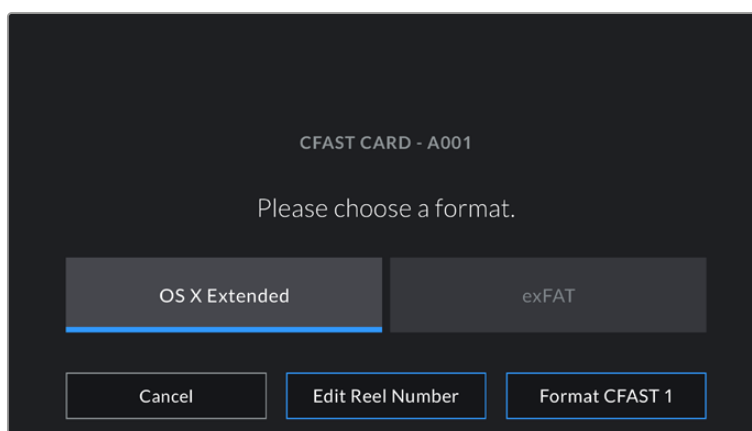 CFAST CARD - A001
Please choose a format.
OS X Extended exFAT
Cancel Edit Reel Number Format CFAST 1